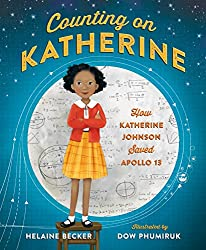 Counting on
KATHERINE
How
KATHERINE
JOHNSON
Saved
APOLLO 13
HELAINE BECKER
Illustrated by
DOW PHUMIRUK